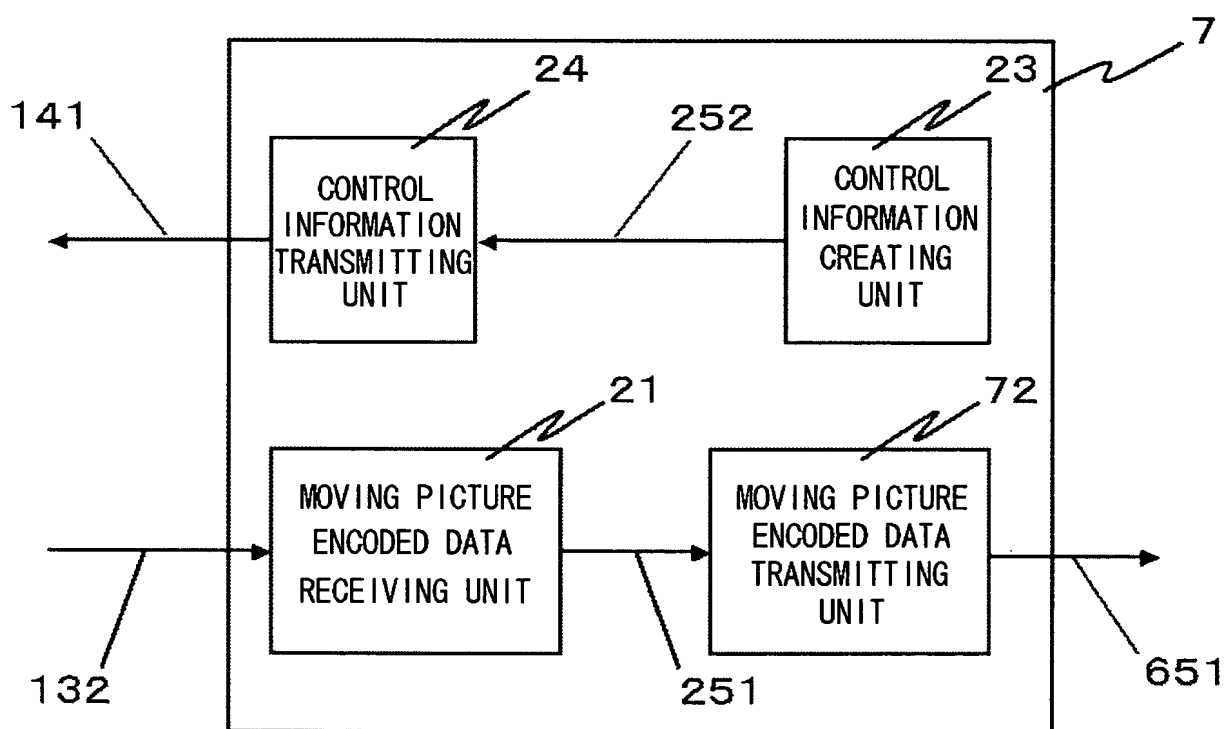 7
24
23
141
252
CONTROL
INFORMATION
TRANSMITTING
UNIT
CONTROL
INFORMATION
CREATING
UNIT
21
72
MOVING PICTURE
ENCODED DATA
RECEIVING UNIT
MOVING PICTURE
ENCODED DATA
TRANSMITTING
UNIT
132
251
651